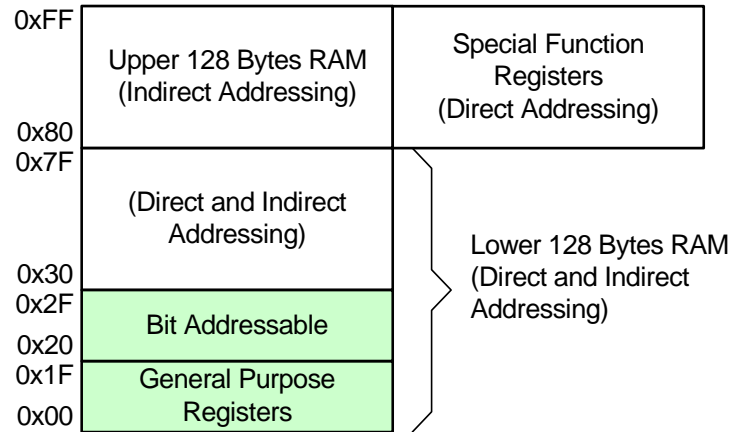 0xFF
Upper 128 Bytes RAM
(Indirect Addressing)
Special Function
Registers
(Direct Addressing)
0x80
0x7F
(Direct and Indirect
Addressing)
Lower 128 Bytes RAM
(Direct and Indirect
Addressing)
0x30
0x2F
Bit Addressable
0x20
0x1F
General Purpose
Registers
0x00